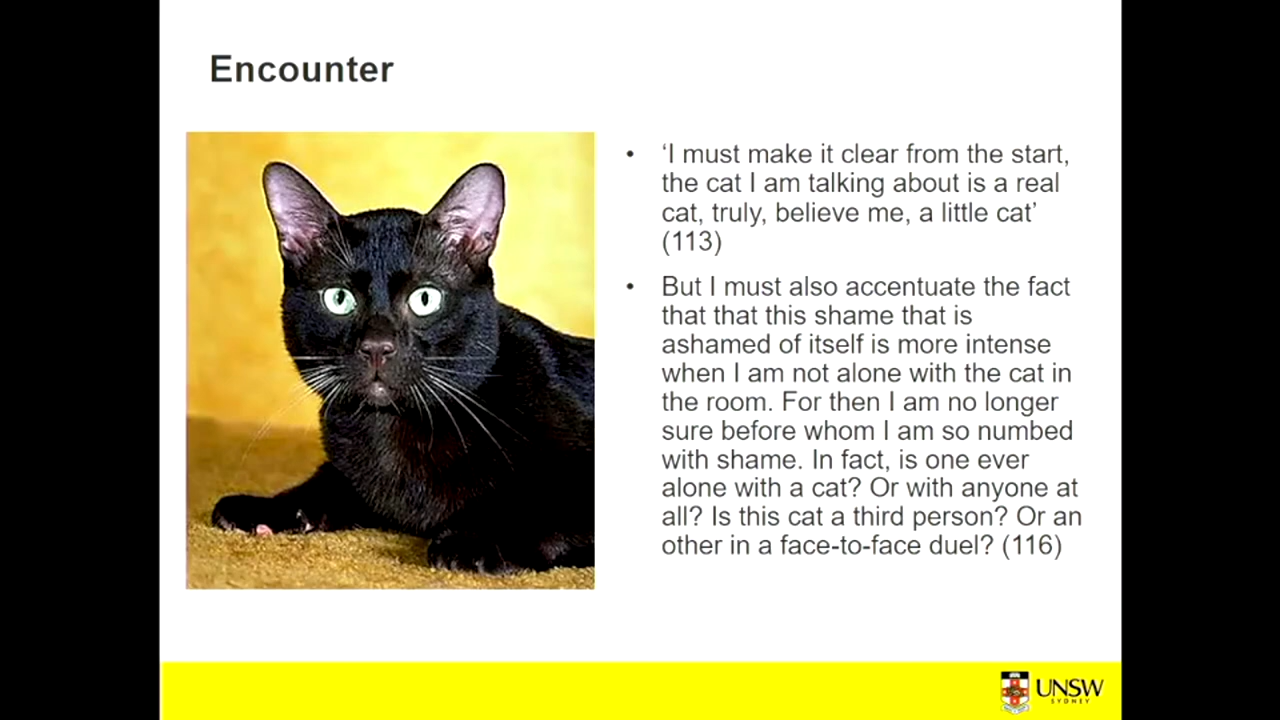 Encounter
• ‘I must make it clear from the start,
the cat I am talking about is a real
cat, truly, believe me, a little cat’
(113)
• But I must also accentuate the fact
that that this shame that is
ashamed of itself is more intense
when I am not alone with the cat in
the room. For then I am no longer
sure before whom I am so numbed
with shame. In fact, is one ever
alone with a cat? Or with anyone at
all? Is this cat a third person? Or an
other in a face-to-face duel? (116)
UNSW
SYDNEY